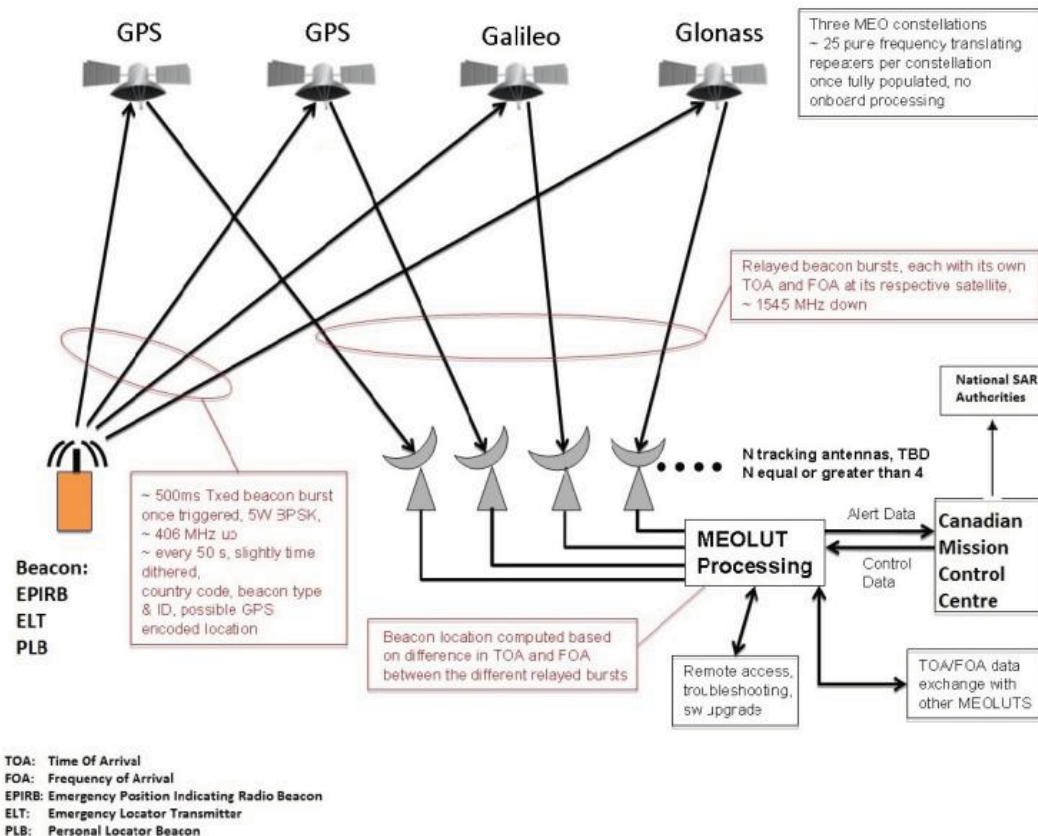 GPS
GPS
Galileo
Glonass
Three MEO constellations
~ 25 pure frequency translating
repeaters per constellation
once fully populated, no
onboard processing
Relayed beacon bursts, each with its own
TOA and FOA at its respective satellite,
~ 1545 MHz down
National SAR
Authorities
N tracking antennas, TBD
N equal or greater than 4
~ 500ms Txed beacon burst
once triggered, 5W BPSK,
~ 406 MHz up
~ every 50 s, slightly time
dithered,
country code, beacon type
& ID, possible GPS
encoded location
Beacon:
EPIRB
ELT
PLB
MEOLUT
Processing
Alert Data
Control
Data
Canadian
Mission
Control
Centre
Beacon location computed based
on difference in TOA and FOA
between the different relayed bursts
Remote access,
troubleshooting,
sw upgrade
TOA/FOA data
exchange with
other MEOLUTS
TOA: Time Of Arrival
FOA: Frequency of Arrival
EPIRB: Emergency Position Indicating Radio Beacon
ELT: Emergency Locator Transmitter
PLB: Personal Locator Beacon